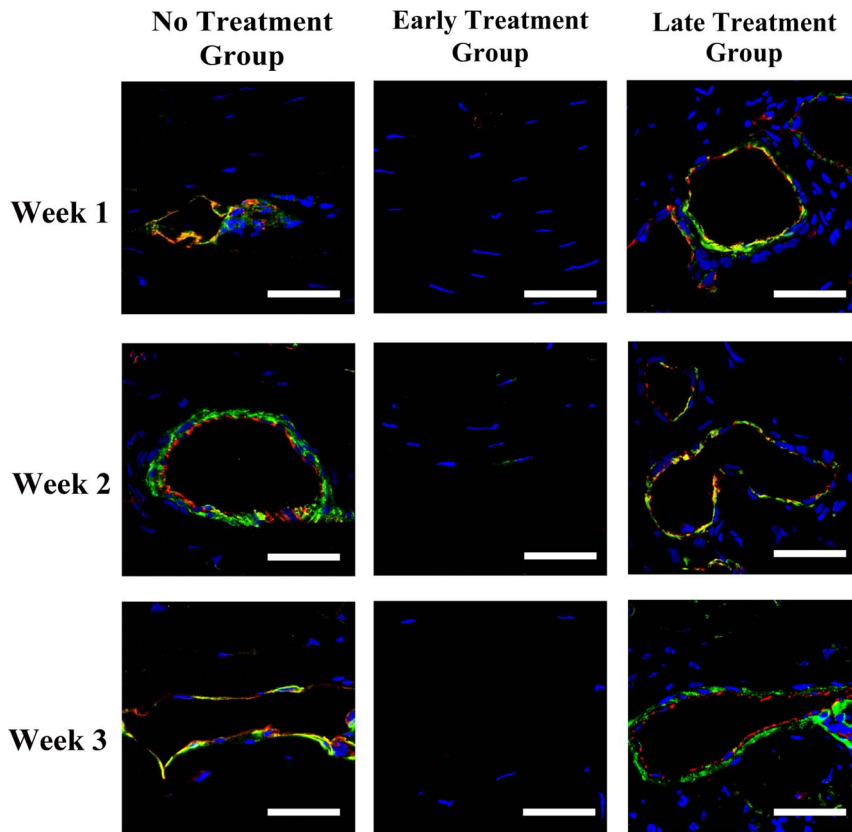 No Treatment
Group
Early Treatment
Group
Late Treatment
Group
Week 1
Week 2
Week 3